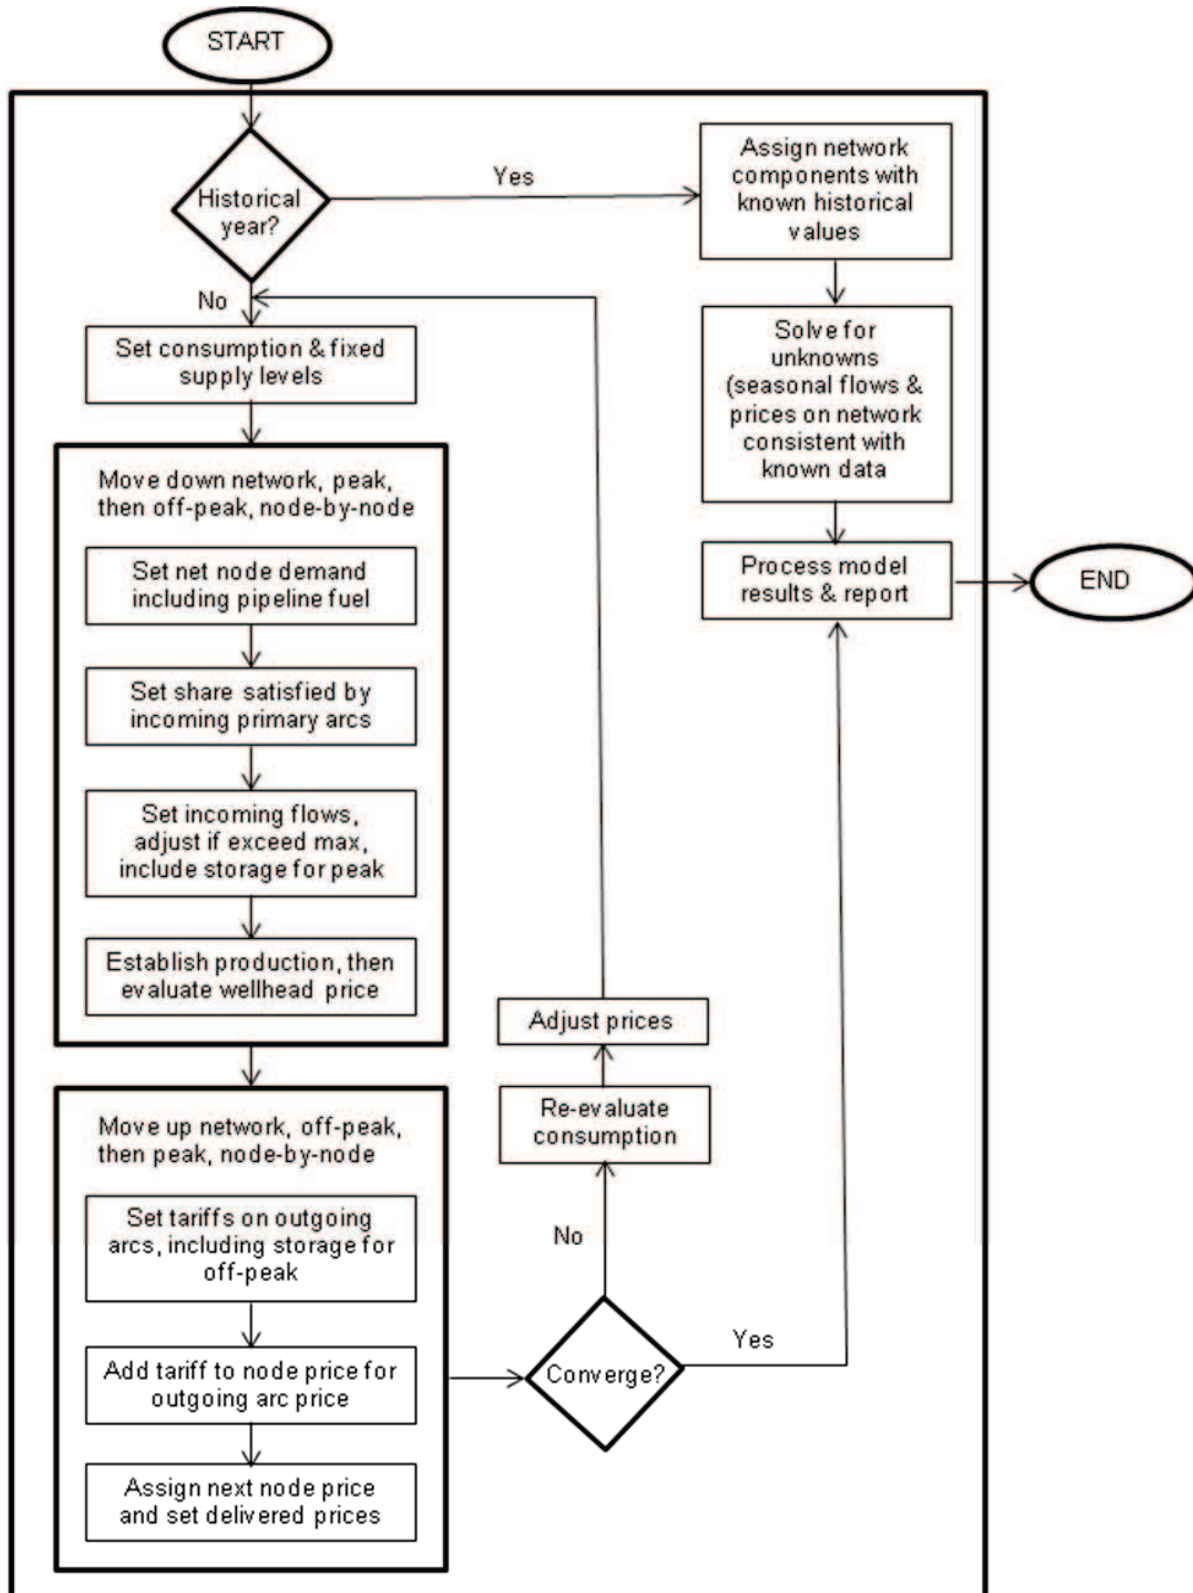 START
Historical
year?
Yes
Assign network
components with
known historical
values
No
Set consumption & fixed
supply levels
Solve for
unknowns
(seasonal flows &
prices on network
consistent with
known data
Move down network, peak,
then off-peak, node-by-node
Set net node demand
including pipeline fuel
Process model
results & report
END
Set share satisfied by
incoming primary arcs
Set incoming flows,
adjust if exceed max,
include storage for peak
Establish production, then
evaluate wellhead price
Adjust prices
Re-evaluate
consumption
Move up network, off-peak,
then peak, node-by-node
Set tariffs on outgoing
arcs, including storage for
off-peak
No
Add tariff to node price for
outgoing arc price
Converge?
Yes
Assign next node price
and set delivered prices